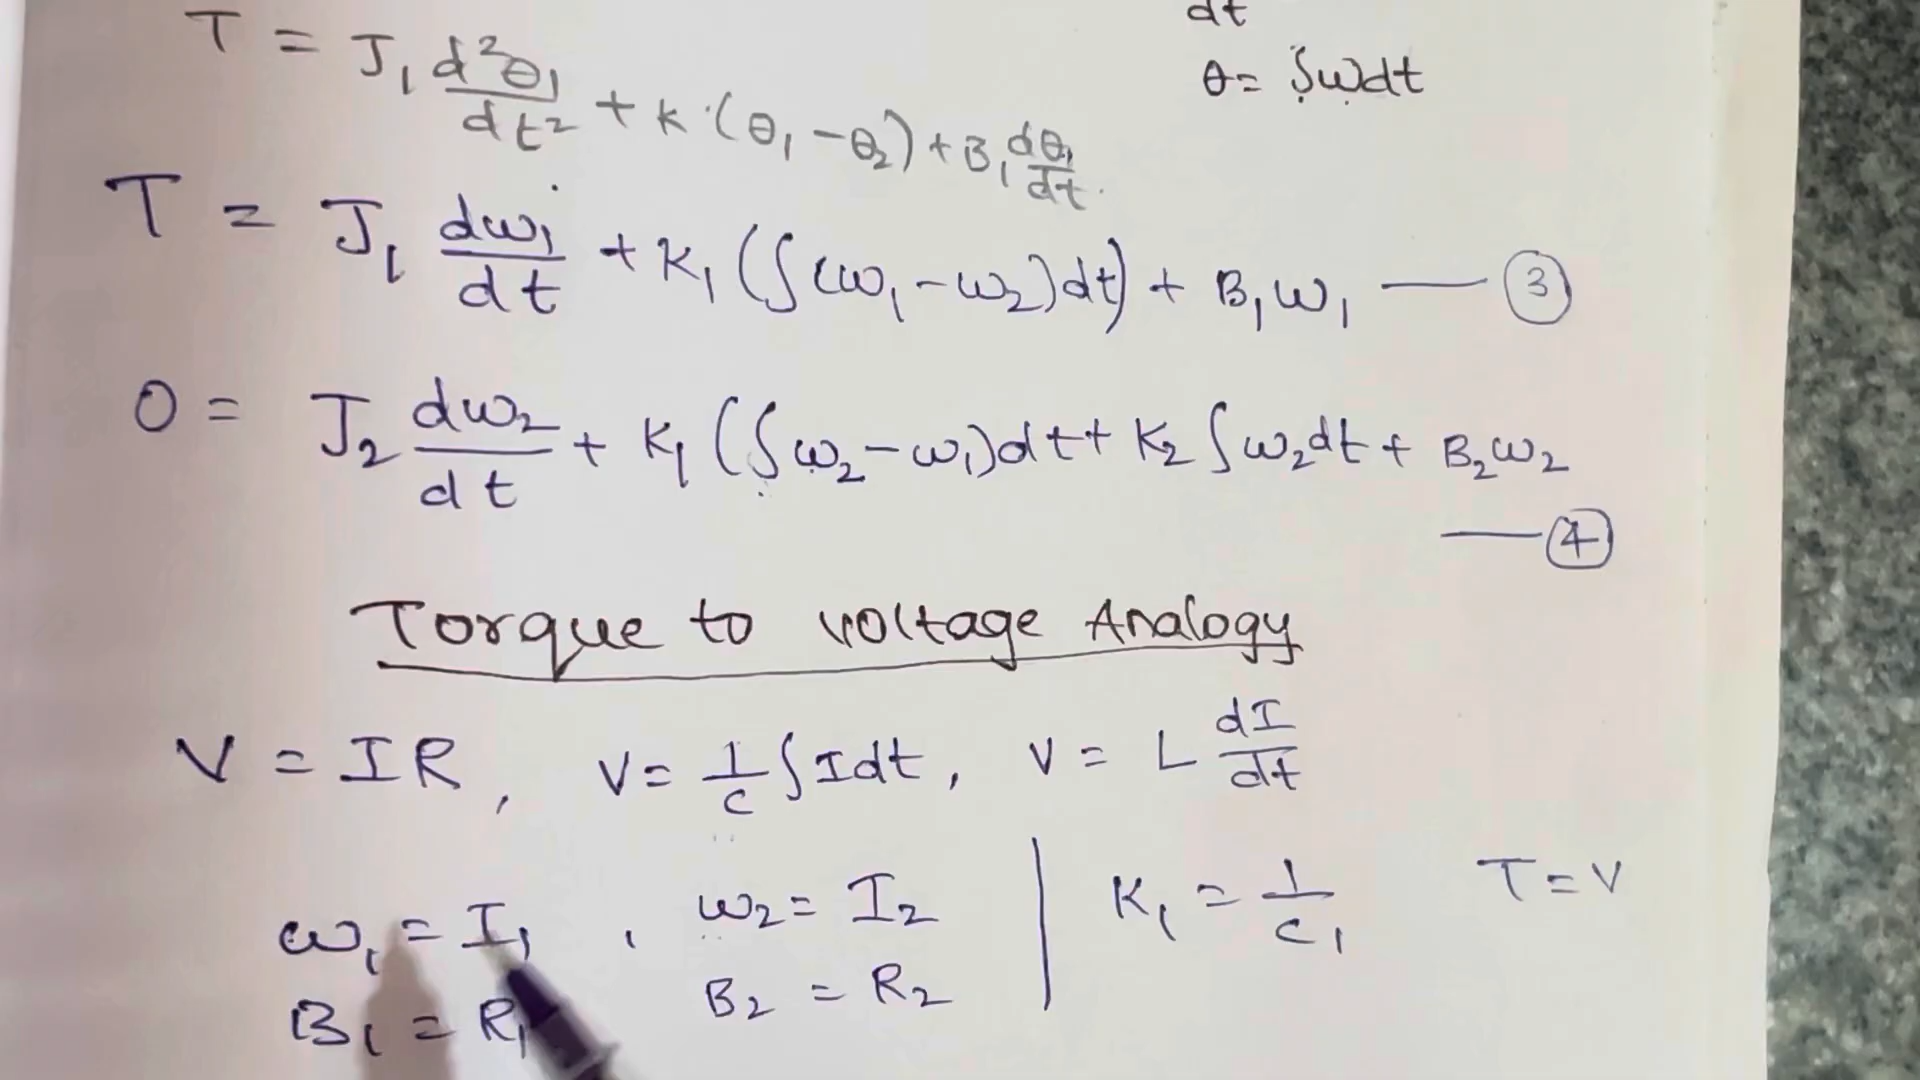 dt
θ = ∫ωdt
T = J₁ d²θ₁/dt² + K (θ₁ - θ₂) + B₁ dθ₁/dt
T = J₁ dω₁/dt + K₁ (∫(ω₁ - ω₂)dt) + B₁ω₁ — ③
0 = J₂ dω₂/dt + K₁ (∫ω₂ - ω₁)dt + K₂ ∫ω₂dt + B₂ω₂
— ④
Torque to voltage Analogy
V = IR , V = 1/c ∫Idt , V = L dI/dt
ω₁ = I₁ , ω₂ = I₂ | K₁ = 1/c₁ T = V
B₁ = R₁ B₂ = R₂